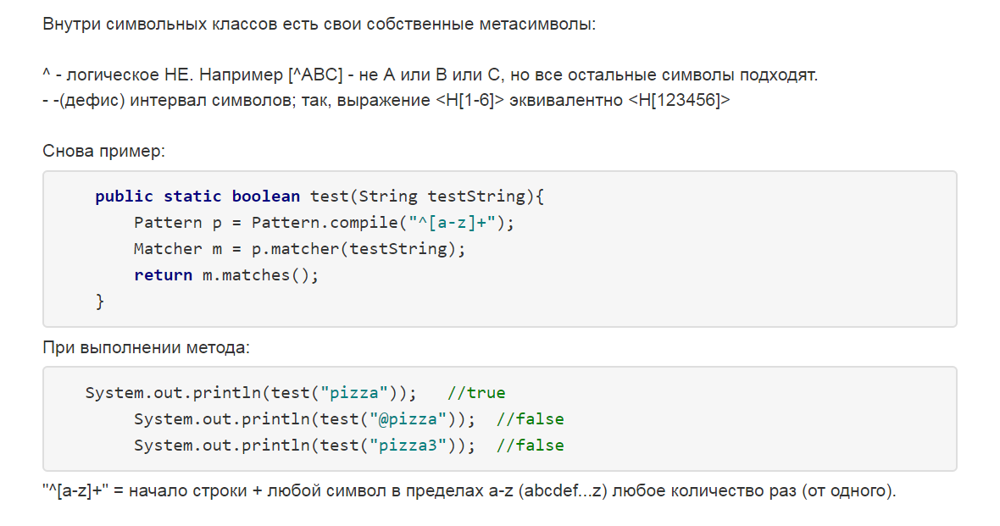 Внутри символьных классов есть свои собственные метасимволы:
^ - логическое НЕ. Например [^ABC] - не A или B или C, но все остальные символы подходят.
- -(дефис) интервал символов; так, выражение <H[1-6]> эквивалентно <H[123456]>
Снова пример:
public static boolean test(String testString){
Pattern p = Pattern.compile("^[a-z]+");
Matcher m = p.matcher(testString);
return m.matches();
}
При выполнении метода:
System.out.println(test("pizza"));   //true
System.out.println(test("@pizza"));  //false
System.out.println(test("pizza3"));  //false
"^[a-z]+" = начало строки + любой символ в пределах a-z (abcdef...z) любое количество раз (от одного).